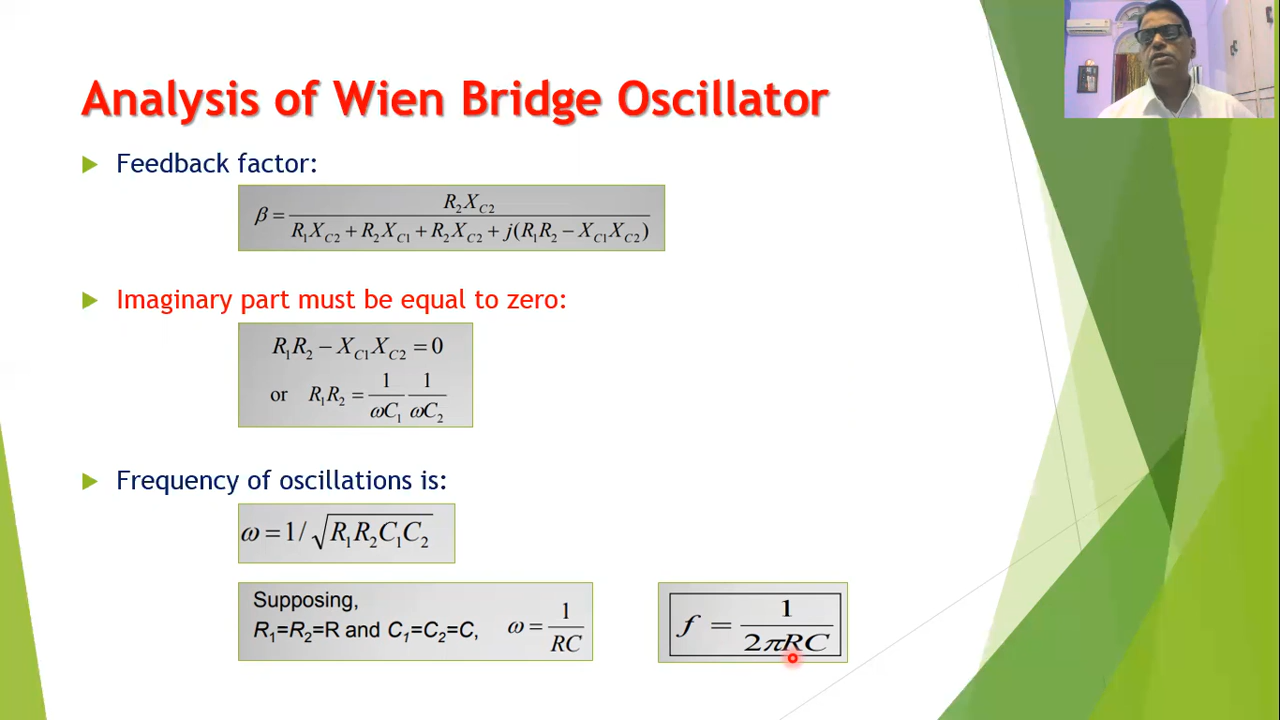 Analysis of Wien Bridge Oscillator
Feedback factor:
β = R₂X_C2 / (R₁X_C2 + R₂X_C1 + R₂X_C2 + j(R₁R₂ − X_C1X_C2))
Imaginary part must be equal to zero:
R₁R₂ − X_C1X_C2 = 0
or R₁R₂ = 1/ωC₁ 1/ωC₂
Frequency of oscillations is:
ω = 1/√R₁R₂C₁C₂
Supposing,
R₁=R₂=R and C₁=C₂=C, ω = 1/RC
f = 1/2πRC